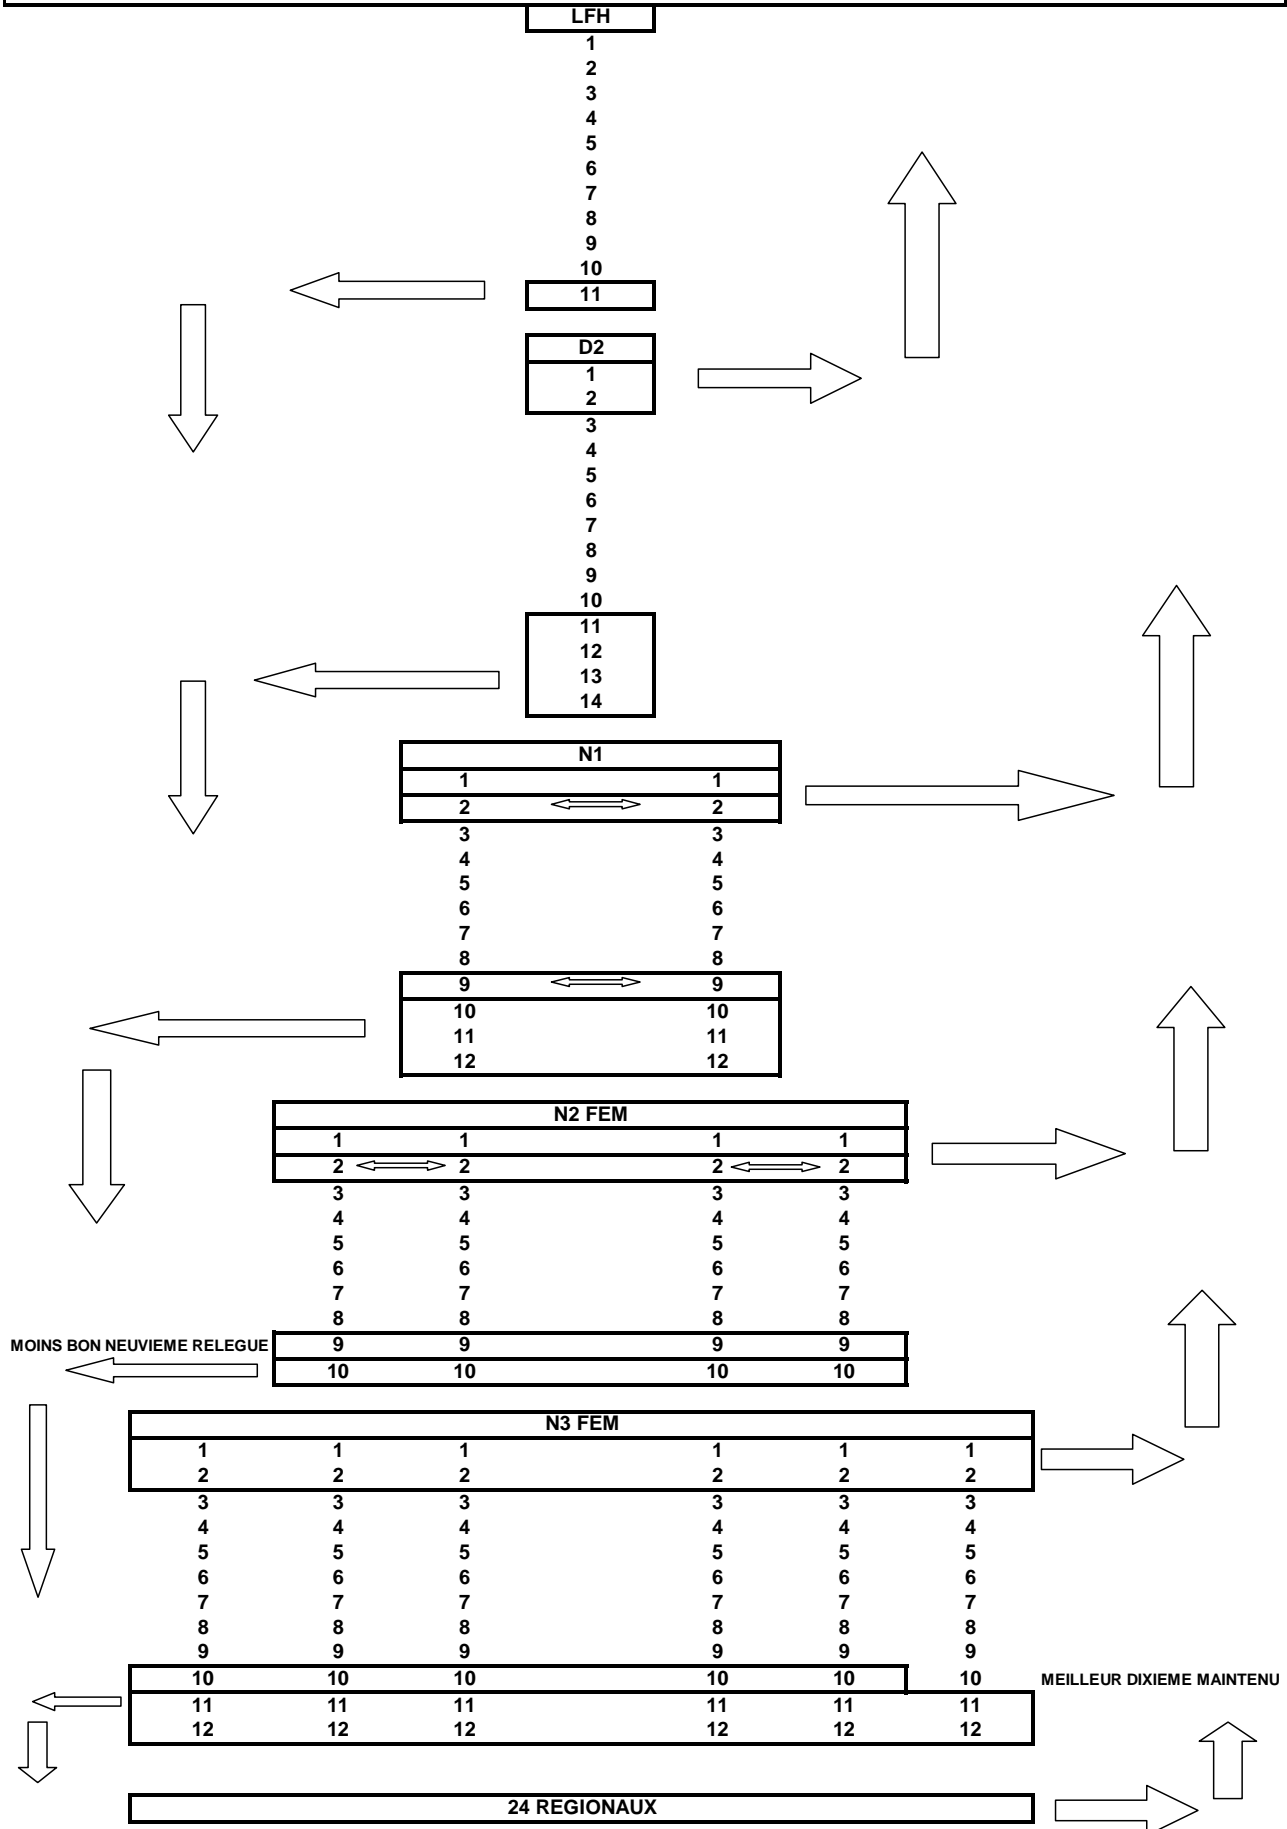 LFH
1
2
3
4
5
6
7
8
9
10
11
D2
1
2
3
4
5
6
7
8
9
10
11
12
13
14
N1
1 1
2 2
3 3
4 4
5 5
6 6
7 7
8 8
9 9
10 10
11 11
12 12
N2 FEM
1 1 1 1
2 2 2 2
3 3 3 3
4 4 4 4
5 5 5 5
6 6 6 6
7 7 7 7
8 8 8 8
MOINS BON NEUVIEME RELEGUE 9 9 9 9
10 10 10 10
N3 FEM
1 1 1 1 1 1
2 2 2 2 2 2
3 3 3 3 3 3
4 4 4 4 4 4
5 5 5 5 5 5
6 6 6 6 6 6
7 7 7 7 7 7
8 8 8 8 8 8
9 9 9 9 9 9
10 10 10 10 10 10 MEILLEUR DIXIEME MAINTENU
11 11 11 11 11 11
12 12 12 12 12 12
24 REGIONAUX